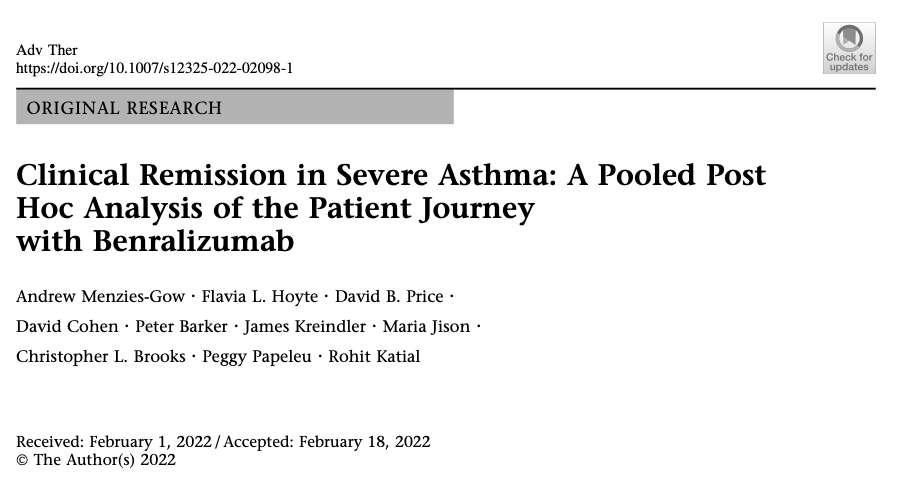 Adv Ther
https://doi.org/10.1007/s12325-022-02098-1
Check for
updates
ORIGINAL RESEARCH
Clinical Remission in Severe Asthma: A Pooled Post
Hoc Analysis of the Patient Journey
with Benralizumab
Andrew Menzies-Gow · Flavia L. Hoyte · David B. Price ·
David Cohen · Peter Barker · James Kreindler · Maria Jison ·
Christopher L. Brooks · Peggy Papeleu · Rohit Katial
Received: February 1, 2022 / Accepted: February 18, 2022
© The Author(s) 2022